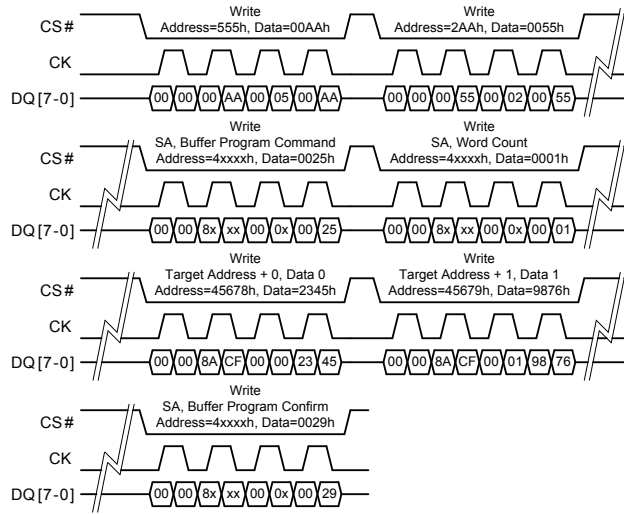 Write
Address=555h, Data=00AAh
Write
Address=2AAh, Data=0055h
CS#
CK
DQ[7-0] 00 00 00 AA 00 05 00 AA 00 00 00 55 00 02 00 55
Write
SA, Buffer Program Command
Address=4xxxxh, Data=0025h
Write
SA, Word Count
Address=4xxxxh, Data=0001h
CS#
CK
DQ[7-0] 00 00 8x xx 00 0x 00 25 00 00 8x xx 00 0x 00 01
Write
Target Address + 0, Data 0
Address=45678h, Data=2345h
Write
Target Address + 1, Data 1
Address=45679h, Data=9876h
CS#
CK
DQ[7-0] 00 00 8A CF 00 00 23 45 00 00 8A CF 00 01 98 76
Write
SA, Buffer Program Confirm
Address=4xxxxh, Data=0029h
CS#
CK
DQ[7-0] 00 00 8x xx 00 0x 00 29